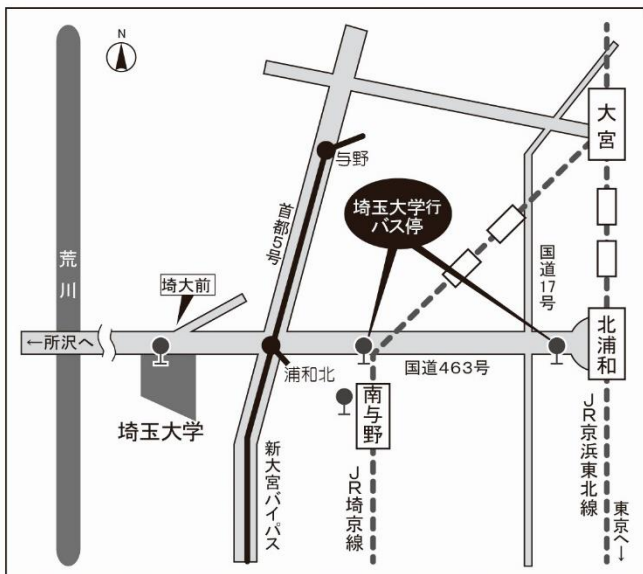 N
大宮
与野
埼玉大学行
バス停
首都5号
国道17号
荒川
埼大前
←所沢へ
浦和北
国道463号
北浦和
南与野
埼玉大学
新大宮バイパス
JR埼京線
JR京浜東北線
東京へ→